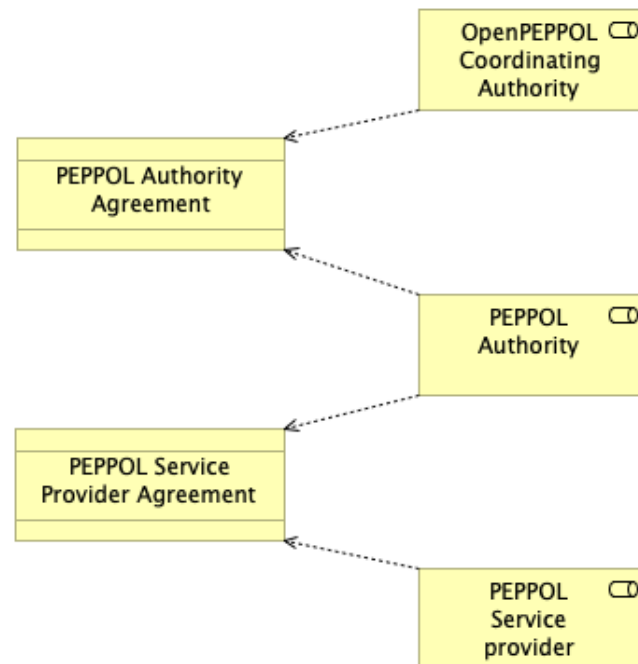 OpenPEPPOL
Coordinating
Authority
PEPPOL Authority
Agreement
PEPPOL
Authority
PEPPOL Service
Provider Agreement
PEPPOL
Service
provider